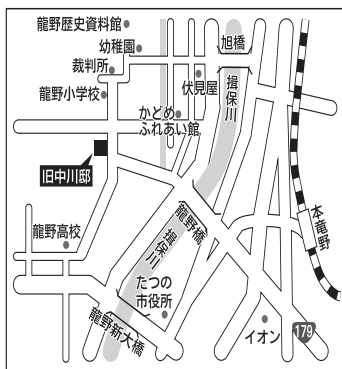 龍野歴史資料館
幼稚園
旭橋
裁判所
伏見屋
龍野小学校
揖保川
かどめ
ふれあい館
旧中川邸
龍野橋
本竜野
龍野高校
揖保川
たつの
市役所
龍野新大橋
イオン
179